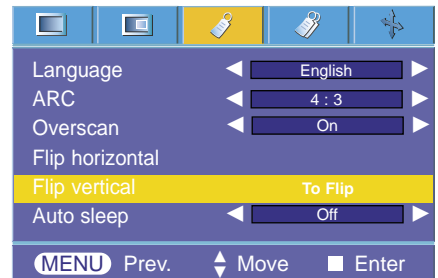 Language English
ARC 4 : 3
Overscan On
Flip horizontal
Flip vertical To Flip
Auto sleep Off
MENU Prev. Move Enter